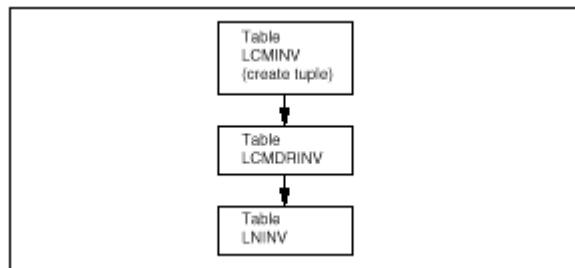 Table
LCMINV
(create tuple)
Table
LCMDRINV
Table
LNINV